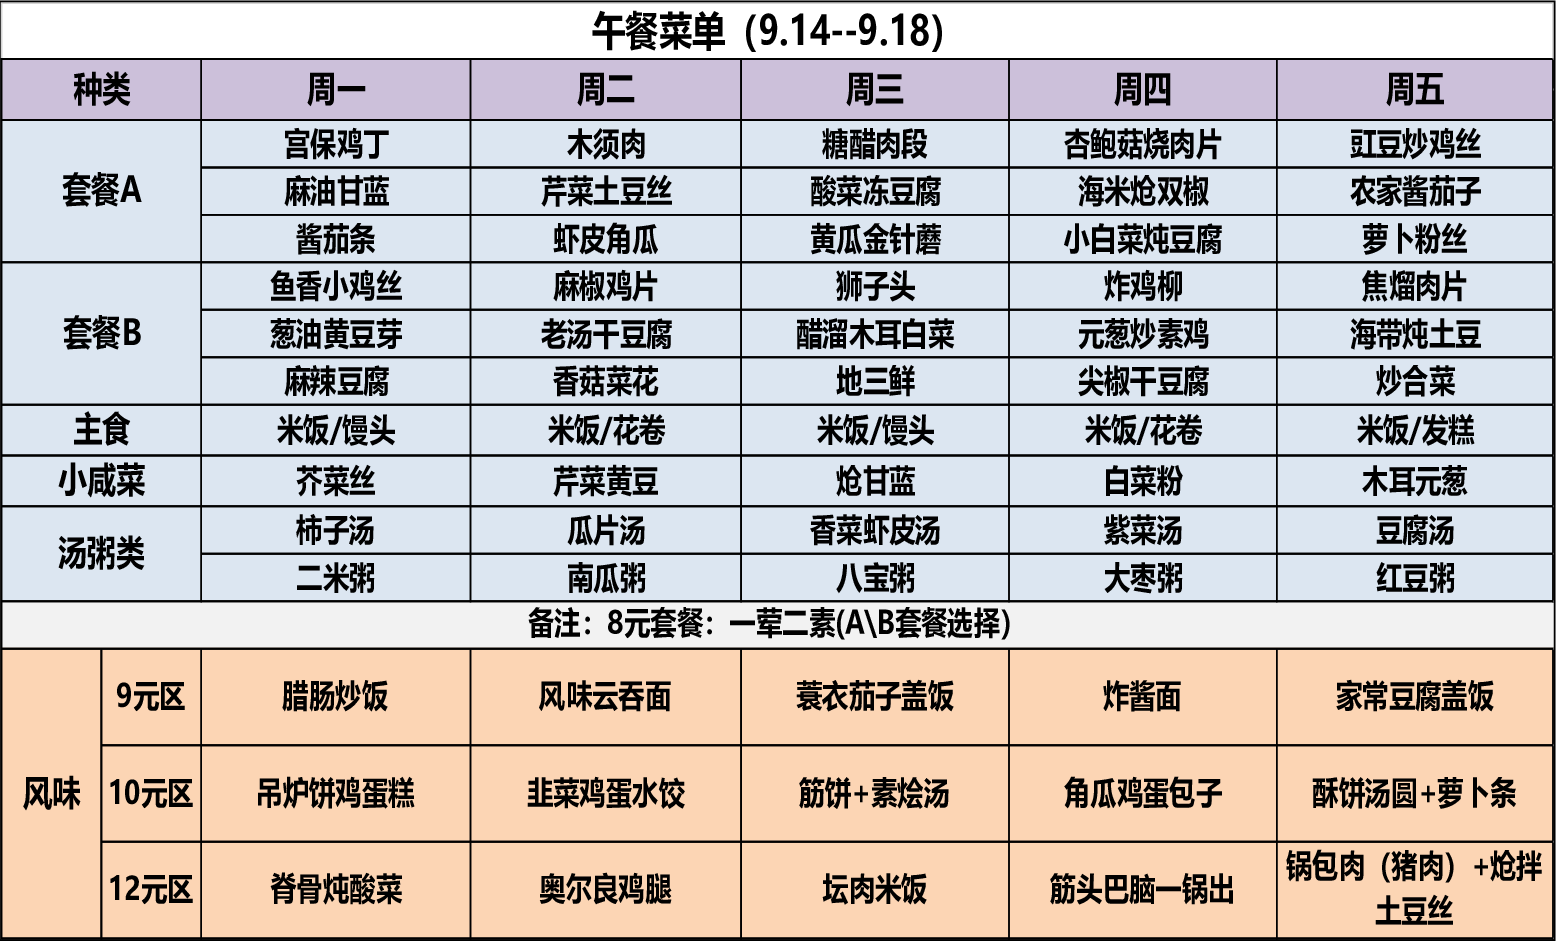 午餐菜单 (9.14--9.18)
种类 周一 周二 周三 周四 周五
套餐A 宫保鸡丁 木须肉 糖醋肉段 杏鲍菇烧肉片 豇豆炒鸡丝
麻油甘蓝 芹菜土豆丝 酸菜冻豆腐 海米炝双椒 农家酱茄子
酱茄条 虾皮角瓜 黄瓜金针蘑 小白菜炖豆腐 萝卜粉丝
套餐B 鱼香小鸡丝 麻椒鸡片 狮子头 炸鸡柳 焦熘肉片
葱油黄豆芽 老汤干豆腐 醋溜木耳白菜 元葱炒素鸡 海带炖土豆
麻辣豆腐 香菇菜花 地三鲜 尖椒干豆腐 炒合菜
主食 米饭/馒头 米饭/花卷 米饭/馒头 米饭/花卷 米饭/发糕
小咸菜 芥菜丝 芹菜黄豆 炝甘蓝 白菜粉 木耳元葱
汤粥类 柿子汤 瓜片汤 香菜虾皮汤 紫菜汤 豆腐汤
二米粥 南瓜粥 八宝粥 大枣粥 红豆粥
备注：8元套餐：一荤二素(A\B套餐选择)
风味 9元区 腊肠炒饭 风味云吞面 蓑衣茄子盖饭 炸酱面 家常豆腐盖饭
10元区 吊炉饼鸡蛋糕 韭菜鸡蛋水饺 筋饼+素烩汤 角瓜鸡蛋包子 酥饼汤圆+萝卜条
12元区 脊骨炖酸菜 奥尔良鸡腿 坛肉米饭 筋头巴脑一锅出 锅包肉（猪肉）+炝拌
土豆丝